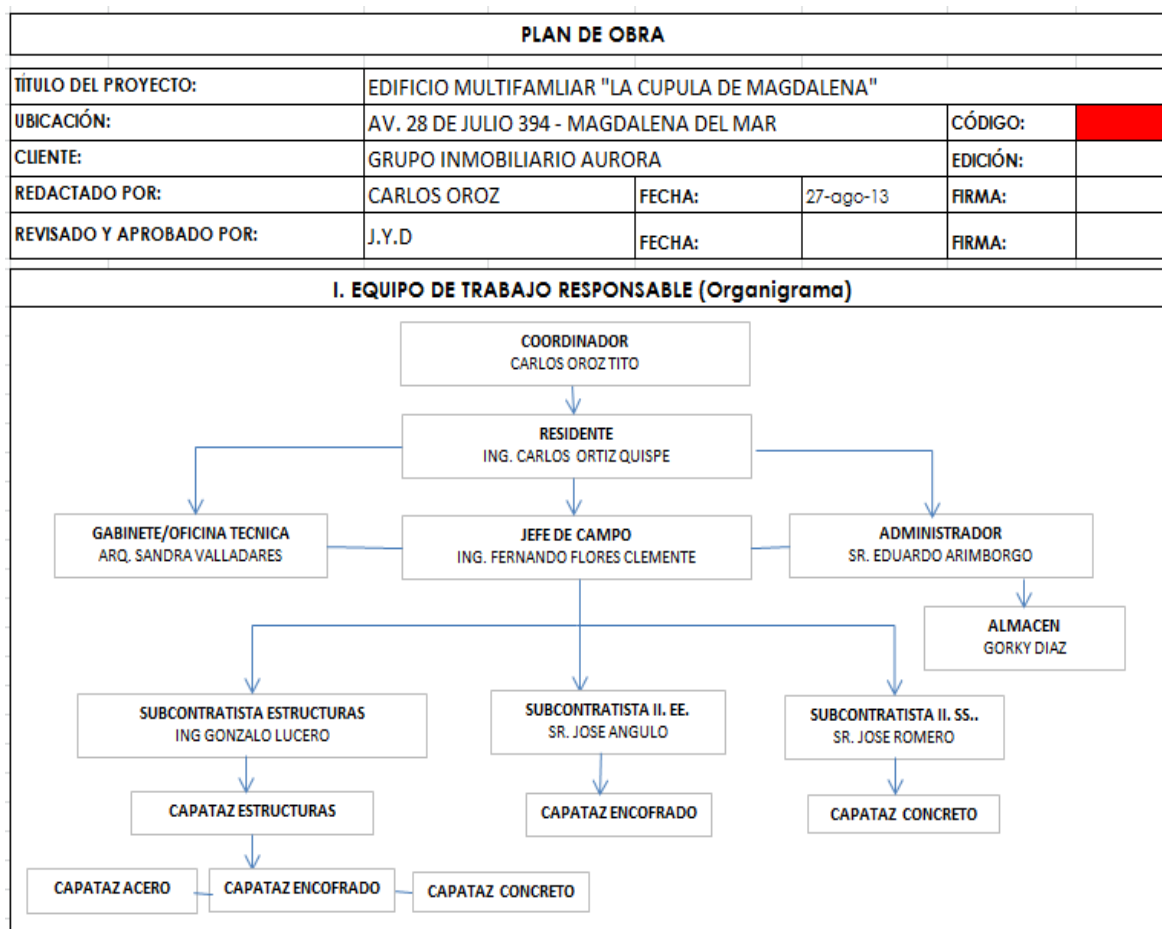 PLAN DE OBRA
TÍTULO DEL PROYECTO: EDIFICIO MULTIFAMLIAR "LA CUPULA DE MAGDALENA"
UBICACIÓN: AV. 28 DE JULIO 394 - MAGDALENA DEL MAR CÓDIGO:
CLIENTE: GRUPO INMOBILIARIO AURORA EDICIÓN:
REDACTADO POR: CARLOS OROZ FECHA: 27-ago-13 FIRMA:
REVISADO Y APROBADO POR: J.Y.D FECHA: FIRMA:
I. EQUIPO DE TRABAJO RESPONSABLE (Organigrama)
COORDINADOR
CARLOS OROZ TITO
RESIDENTE
ING. CARLOS ORTIZ QUISPE
GABINETE/OFICINA TECNICA
ARQ. SANDRA VALLADARES
JEFE DE CAMPO
ING. FERNANDO FLORES CLEMENTE
ADMINISTRADOR
SR. EDUARDO ARIMBORGO
ALMACEN
GORKY DIAZ
SUBCONTRATISTA ESTRUCTURAS
ING GONZALO LUCERO
SUBCONTRATISTA II. EE.
SR. JOSE ANGULO
SUBCONTRATISTA II. SS..
SR. JOSE ROMERO
CAPATAZ ESTRUCTURAS
CAPATAZ ENCOFRADO
CAPATAZ CONCRETO
CAPATAZ ACERO
CAPATAZ ENCOFRADO
CAPATAZ CONCRETO